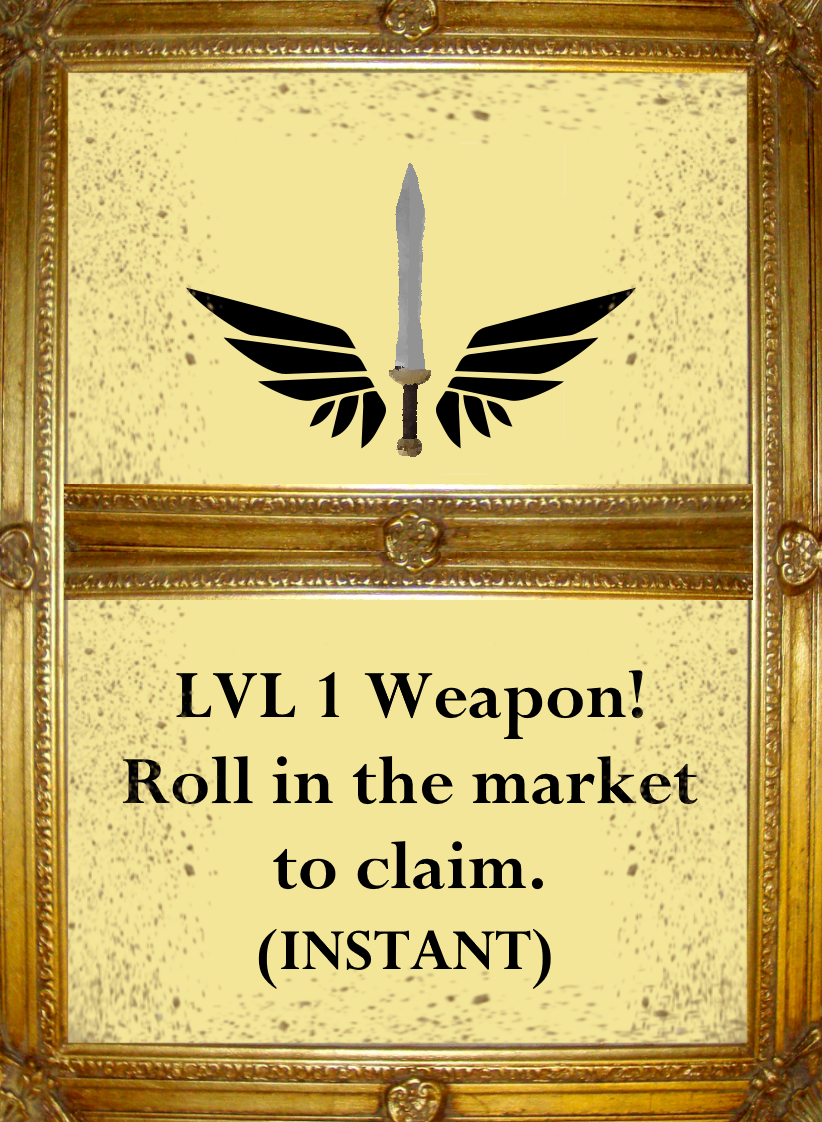 LVL 1 Weapon!
Roll in the market
to claim.
(INSTANT)